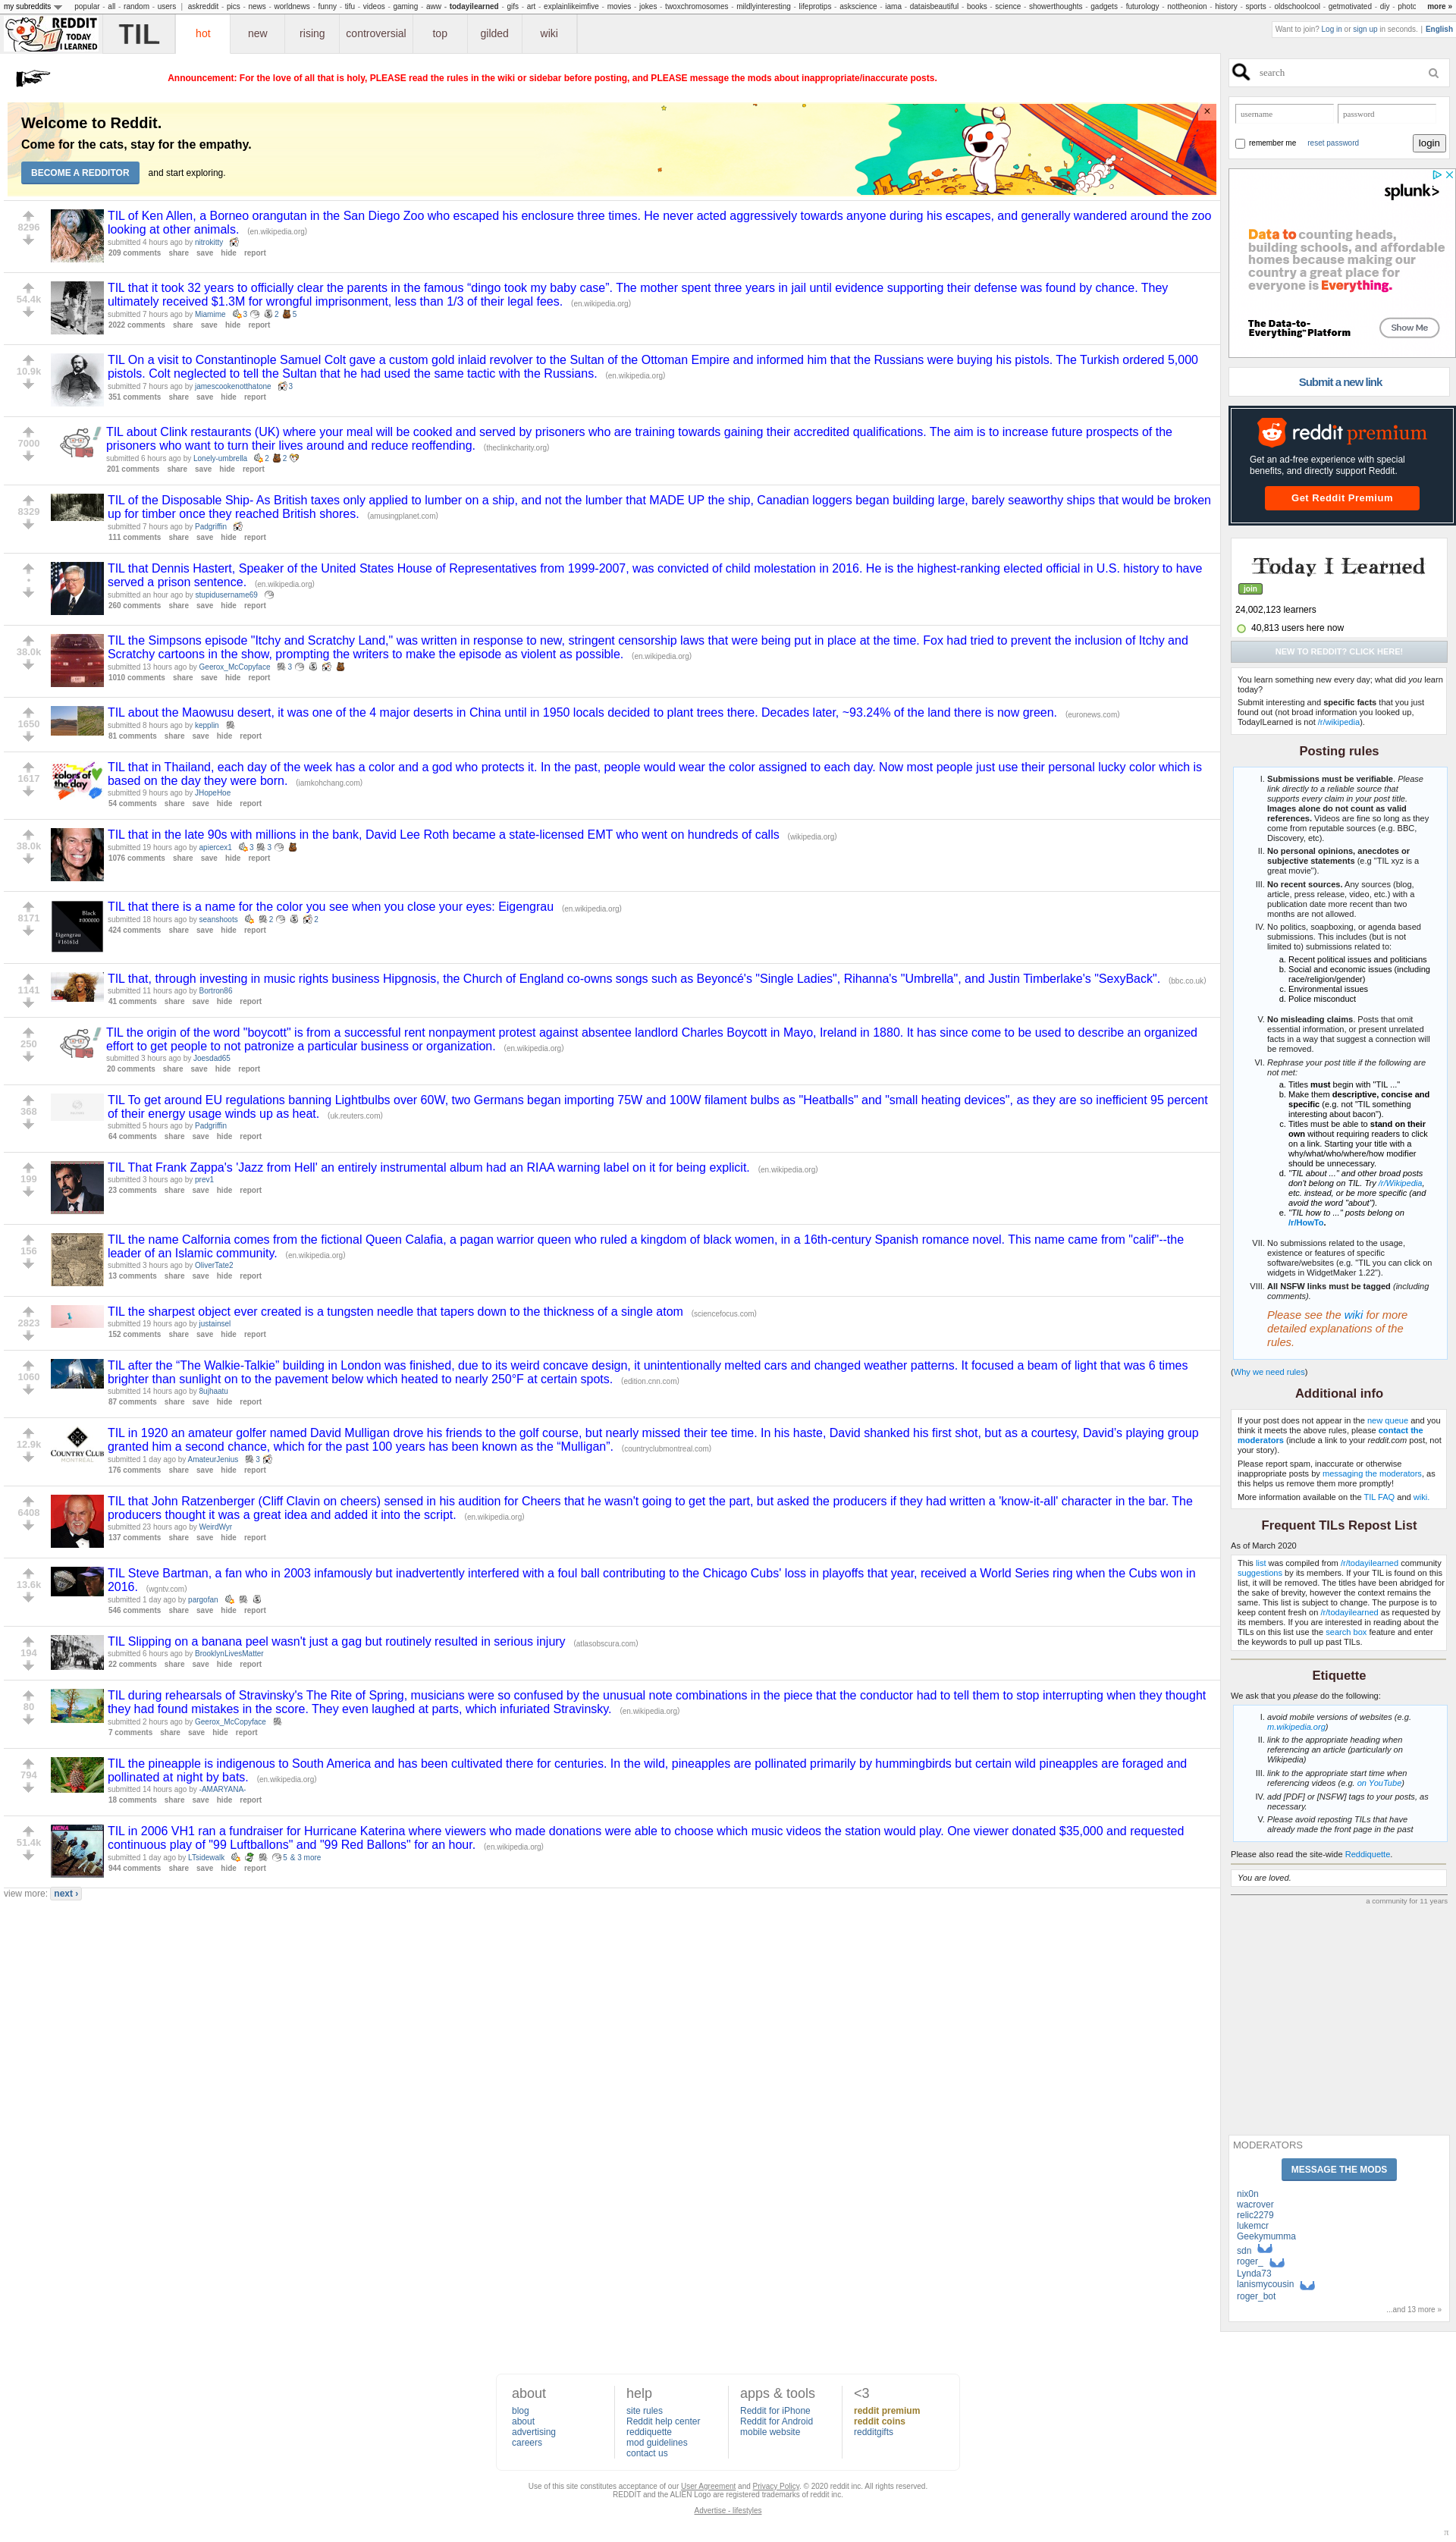 my subreddits popular - all - random - users | askreddit - pics - news - worldnews - funny - tifu - videos - gaming - aww - todayilearned - gifs - art - explainlikeimfive - movies - jokes - twoxchromosomes - mildlyinteresting - lifeprotips - askscience - iama - dataisbeautiful - books - science - showerthoughts - gadgets - futurology - nottheonion - history - sports - oldschoolcool - getmotivated - diy - photc more »
REDDIT
TODAY
I LEARNED
TIL hot new rising controversial top gilded wiki
Want to join? Log in or sign up in seconds. | English
Announcement: For the love of all that is holy, PLEASE read the rules in the wiki or sidebar before posting, and PLEASE message the mods about inappropriate/inaccurate posts.
Welcome to Reddit.
Come for the cats, stay for the empathy.
BECOME A REDDITOR and start exploring.
×
8296
TIL of Ken Allen, a Borneo orangutan in the San Diego Zoo who escaped his enclosure three times. He never acted aggressively towards anyone during his escapes, and generally wandered around the zoo
looking at other animals. (en.wikipedia.org)
submitted 4 hours ago by nitrokitty
209 comments share save hide report
54.4k
TIL that it took 32 years to officially clear the parents in the famous “dingo took my baby case”. The mother spent three years in jail until evidence supporting their defense was found by chance. They
ultimately received $1.3M for wrongful imprisonment, less than 1/3 of their legal fees. (en.wikipedia.org)
submitted 7 hours ago by Miamime 3 2 5
2022 comments share save hide report
10.9k
TIL On a visit to Constantinople Samuel Colt gave a custom gold inlaid revolver to the Sultan of the Ottoman Empire and informed him that the Russians were buying his pistols. The Turkish ordered 5,000
pistols. Colt neglected to tell the Sultan that he had used the same tactic with the Russians. (en.wikipedia.org)
submitted 7 hours ago by jamescookenotthatone 3
351 comments share save hide report
7000
TIL about Clink restaurants (UK) where your meal will be cooked and served by prisoners who are training towards gaining their accredited qualifications. The aim is to increase future prospects of the
prisoners who want to turn their lives around and reduce reoffending. (theclinkcharity.org)
submitted 6 hours ago by Lonely-umbrella 2 2
201 comments share save hide report
8329
TIL of the Disposable Ship- As British taxes only applied to lumber on a ship, and not the lumber that MADE UP the ship, Canadian loggers began building large, barely seaworthy ships that would be broken
up for timber once they reached British shores. (amusingplanet.com)
submitted 7 hours ago by Padgriffin
111 comments share save hide report
•
TIL that Dennis Hastert, Speaker of the United States House of Representatives from 1999-2007, was convicted of child molestation in 2016. He is the highest-ranking elected official in U.S. history to have
served a prison sentence. (en.wikipedia.org)
submitted an hour ago by stupidusername69
260 comments share save hide report
38.0k
TIL the Simpsons episode "Itchy and Scratchy Land," was written in response to new, stringent censorship laws that were being put in place at the time. Fox had tried to prevent the inclusion of Itchy and
Scratchy cartoons in the show, prompting the writers to make the episode as violent as possible. (en.wikipedia.org)
submitted 13 hours ago by Geerox_McCopyface 3
1010 comments share save hide report
1650
TIL about the Maowusu desert, it was one of the 4 major deserts in China until in 1950 locals decided to plant trees there. Decades later, ~93.24% of the land there is now green. (euronews.com)
submitted 8 hours ago by kepplin
81 comments share save hide report
1617
colors of the day
TIL that in Thailand, each day of the week has a color and a god who protects it. In the past, people would wear the color assigned to each day. Now most people just use their personal lucky color which is
based on the day they were born. (iamkohchang.com)
submitted 9 hours ago by JHopeHoe
54 comments share save hide report
38.0k
TIL that in the late 90s with millions in the bank, David Lee Roth became a state-licensed EMT who went on hundreds of calls (wikipedia.org)
submitted 19 hours ago by apiercex1 3 3
1076 comments share save hide report
8171
Black
#000000
Eigengrau
#16161d
TIL that there is a name for the color you see when you close your eyes: Eigengrau (en.wikipedia.org)
submitted 18 hours ago by seanshoots 2 2
424 comments share save hide report
1141
TIL that, through investing in music rights business Hipgnosis, the Church of England co-owns songs such as Beyoncé's "Single Ladies", Rihanna's "Umbrella", and Justin Timberlake's "SexyBack". (bbc.co.uk)
submitted 11 hours ago by Bortron86
41 comments share save hide report
250
TIL the origin of the word "boycott" is from a successful rent nonpayment protest against absentee landlord Charles Boycott in Mayo, Ireland in 1880. It has since come to be used to describe an organized
effort to get people to not patronize a particular business or organization. (en.wikipedia.org)
submitted 3 hours ago by Joesdad65
20 comments share save hide report
368
TIL To get around EU regulations banning Lightbulbs over 60W, two Germans began importing 75W and 100W filament bulbs as "Heatballs" and "small heating devices", as they are so inefficient 95 percent
of their energy usage winds up as heat. (uk.reuters.com)
submitted 5 hours ago by Padgriffin
64 comments share save hide report
199
TIL That Frank Zappa's 'Jazz from Hell' an entirely instrumental album had an RIAA warning label on it for being explicit. (en.wikipedia.org)
submitted 3 hours ago by prev1
23 comments share save hide report
156
TIL the name Calfornia comes from the fictional Queen Calafia, a pagan warrior queen who ruled a kingdom of black women, in a 16th-century Spanish romance novel. This name came from "calif"--the
leader of an Islamic community. (en.wikipedia.org)
submitted 3 hours ago by OliverTate2
13 comments share save hide report
2823
TIL the sharpest object ever created is a tungsten needle that tapers down to the thickness of a single atom (sciencefocus.com)
submitted 19 hours ago by justainsel
152 comments share save hide report
1060
TIL after the “The Walkie-Talkie” building in London was finished, due to its weird concave design, it unintentionally melted cars and changed weather patterns. It focused a beam of light that was 6 times
brighter than sunlight on to the pavement below which heated to nearly 250°F at certain spots. (edition.cnn.com)
submitted 14 hours ago by 8ujhaatu
87 comments share save hide report
12.9k
COUNTRY CLUB
MONTREAL
TIL in 1920 an amateur golfer named David Mulligan drove his friends to the golf course, but nearly missed their tee time. In his haste, David shanked his first shot, but as a courtesy, David’s playing group
granted him a second chance, which for the past 100 years has been known as the “Mulligan”. (countryclubmontreal.com)
submitted 1 day ago by AmateurJenius 3
176 comments share save hide report
6408
TIL that John Ratzenberger (Cliff Clavin on cheers) sensed in his audition for Cheers that he wasn't going to get the part, but asked the producers if they had written a 'know-it-all' character in the bar. The
producers thought it was a great idea and added it into the script. (en.wikipedia.org)
submitted 23 hours ago by WeirdWyr
137 comments share save hide report
13.6k
TIL Steve Bartman, a fan who in 2003 infamously but inadvertently interfered with a foul ball contributing to the Chicago Cubs' loss in playoffs that year, received a World Series ring when the Cubs won in
2016. (wgntv.com)
submitted 1 day ago by pargofan
546 comments share save hide report
194
TIL Slipping on a banana peel wasn't just a gag but routinely resulted in serious injury (atlasobscura.com)
submitted 6 hours ago by BrooklynLivesMatter
22 comments share save hide report
80
TIL during rehearsals of Stravinsky's The Rite of Spring, musicians were so confused by the unusual note combinations in the piece that the conductor had to tell them to stop interrupting when they thought
they had found mistakes in the score. They even laughed at parts, which infuriated Stravinsky. (en.wikipedia.org)
submitted 2 hours ago by Geerox_McCopyface
7 comments share save hide report
794
TIL the pineapple is indigenous to South America and has been cultivated there for centuries. In the wild, pineapples are pollinated primarily by hummingbirds but certain wild pineapples are foraged and
pollinated at night by bats. (en.wikipedia.org)
submitted 14 hours ago by -AMARYANA-
18 comments share save hide report
51.4k
NENA
TIL in 2006 VH1 ran a fundraiser for Hurricane Katerina where viewers who made donations were able to choose which music videos the station would play. One viewer donated $35,000 and requested
continuous play of "99 Luftballons" and "99 Red Ballons" for an hour. (en.wikipedia.org)
submitted 1 day ago by LTsidewalk 5 & 3 more
944 comments share save hide report
view more: next ›
search
username password
remember me reset password login
splunk>
Data to counting heads,
building schools, and affordable
homes because making our
country a great place for
everyone is Everything.
The Data-to-
Everything™ Platform
Show Me
Submit a new link
reddit premium
Get an ad-free experience with special
benefits, and directly support Reddit.
Get Reddit Premium
Today I Learned
join
24,002,123 learners
40,813 users here now
NEW TO REDDIT? CLICK HERE!
You learn something new every day; what did you learn
today?
Submit interesting and specific facts that you just
found out (not broad information you looked up,
TodayILearned is not /r/wikipedia).
Posting rules
I. Submissions must be verifiable. Please
link directly to a reliable source that
supports every claim in your post title.
Images alone do not count as valid
references. Videos are fine so long as they
come from reputable sources (e.g. BBC,
Discovery, etc).
II. No personal opinions, anecdotes or
subjective statements (e.g "TIL xyz is a
great movie").
III. No recent sources. Any sources (blog,
article, press release, video, etc.) with a
publication date more recent than two
months are not allowed.
IV. No politics, soapboxing, or agenda based
submissions. This includes (but is not
limited to) submissions related to:
a. Recent political issues and politicians
b. Social and economic issues (including
race/religion/gender)
c. Environmental issues
d. Police misconduct
V. No misleading claims. Posts that omit
essential information, or present unrelated
facts in a way that suggest a connection will
be removed.
VI. Rephrase your post title if the following are
not met:
a. Titles must begin with "TIL ..."
b. Make them descriptive, concise and
specific (e.g. not "TIL something
interesting about bacon").
c. Titles must be able to stand on their
own without requiring readers to click
on a link. Starting your title with a
why/what/who/where/how modifier
should be unnecessary.
d. "TIL about ..." and other broad posts
don't belong on TIL. Try /r/Wikipedia,
etc. instead, or be more specific (and
avoid the word "about").
e. "TIL how to ..." posts belong on
/r/HowTo.
VII. No submissions related to the usage,
existence or features of specific
software/websites (e.g. "TIL you can click on
widgets in WidgetMaker 1.22").
VIII. All NSFW links must be tagged (including
comments).
Please see the wiki for more
detailed explanations of the
rules.
(Why we need rules)
Additional info
If your post does not appear in the new queue and you
think it meets the above rules, please contact the
moderators (include a link to your reddit.com post, not
your story).
Please report spam, inaccurate or otherwise
inappropriate posts by messaging the moderators, as
this helps us remove them more promptly!
More information available on the TIL FAQ and wiki.
Frequent TILs Repost List
As of March 2020
This list was compiled from /r/todayilearned community
suggestions by its members. If your TIL is found on this
list, it will be removed. The titles have been abridged for
the sake of brevity, however the context remains the
same. This list is subject to change. The purpose is to
keep content fresh on /r/todayilearned as requested by
its members. If you are interested in reading about the
TILs on this list use the search box feature and enter
the keywords to pull up past TILs.
Etiquette
We ask that you please do the following:
I. avoid mobile versions of websites (e.g.
m.wikipedia.org)
II. link to the appropriate heading when
referencing an article (particularly on
Wikipedia)
III. link to the appropriate start time when
referencing videos (e.g. on YouTube)
IV. add [PDF] or [NSFW] tags to your posts, as
necessary.
V. Please avoid reposting TILs that have
already made the front page in the past
Please also read the site-wide Reddiquette.
You are loved.
a community for 11 years
MODERATORS
MESSAGE THE MODS
nix0n
wacrover
relic2279
lukemcr
Geekymumma
sdn
roger_
Lynda73
lanismycousin
roger_bot
...and 13 more »
about
blog
about
advertising
careers
help
site rules
Reddit help center
reddiquette
mod guidelines
contact us
apps & tools
Reddit for iPhone
Reddit for Android
mobile website
<3
reddit premium
reddit coins
redditgifts
Use of this site constitutes acceptance of our User Agreement and Privacy Policy. © 2020 reddit inc. All rights reserved.
REDDIT and the ALIEN Logo are registered trademarks of reddit inc.
Advertise - lifestyles
π